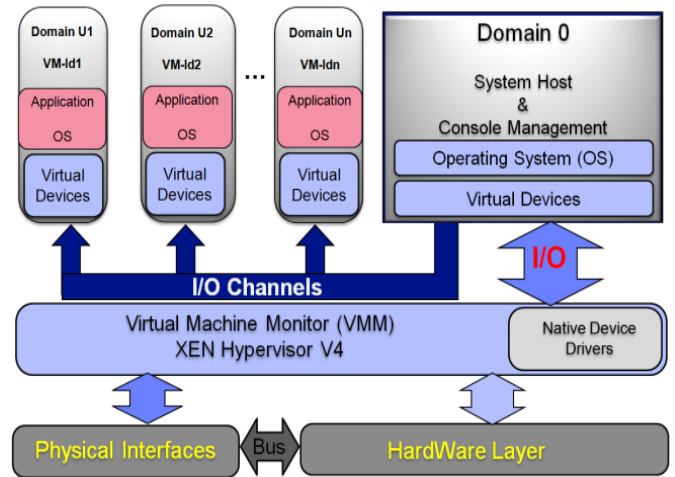 Domain U1
VM-Id1
Application
OS
Virtual
Devices
Domain U2
VM-Id2
Application
OS
Virtual
Devices
...
Domain Un
VM-Idn
Application
OS
Virtual
Devices
Domain 0
System Host
&
Console Management
Operating System (OS)
Virtual Devices
I/O
I/O Channels
Virtual Machine Monitor (VMM)
XEN Hypervisor V4
Native Device
Drivers
Physical Interfaces
Bus
HardWare Layer